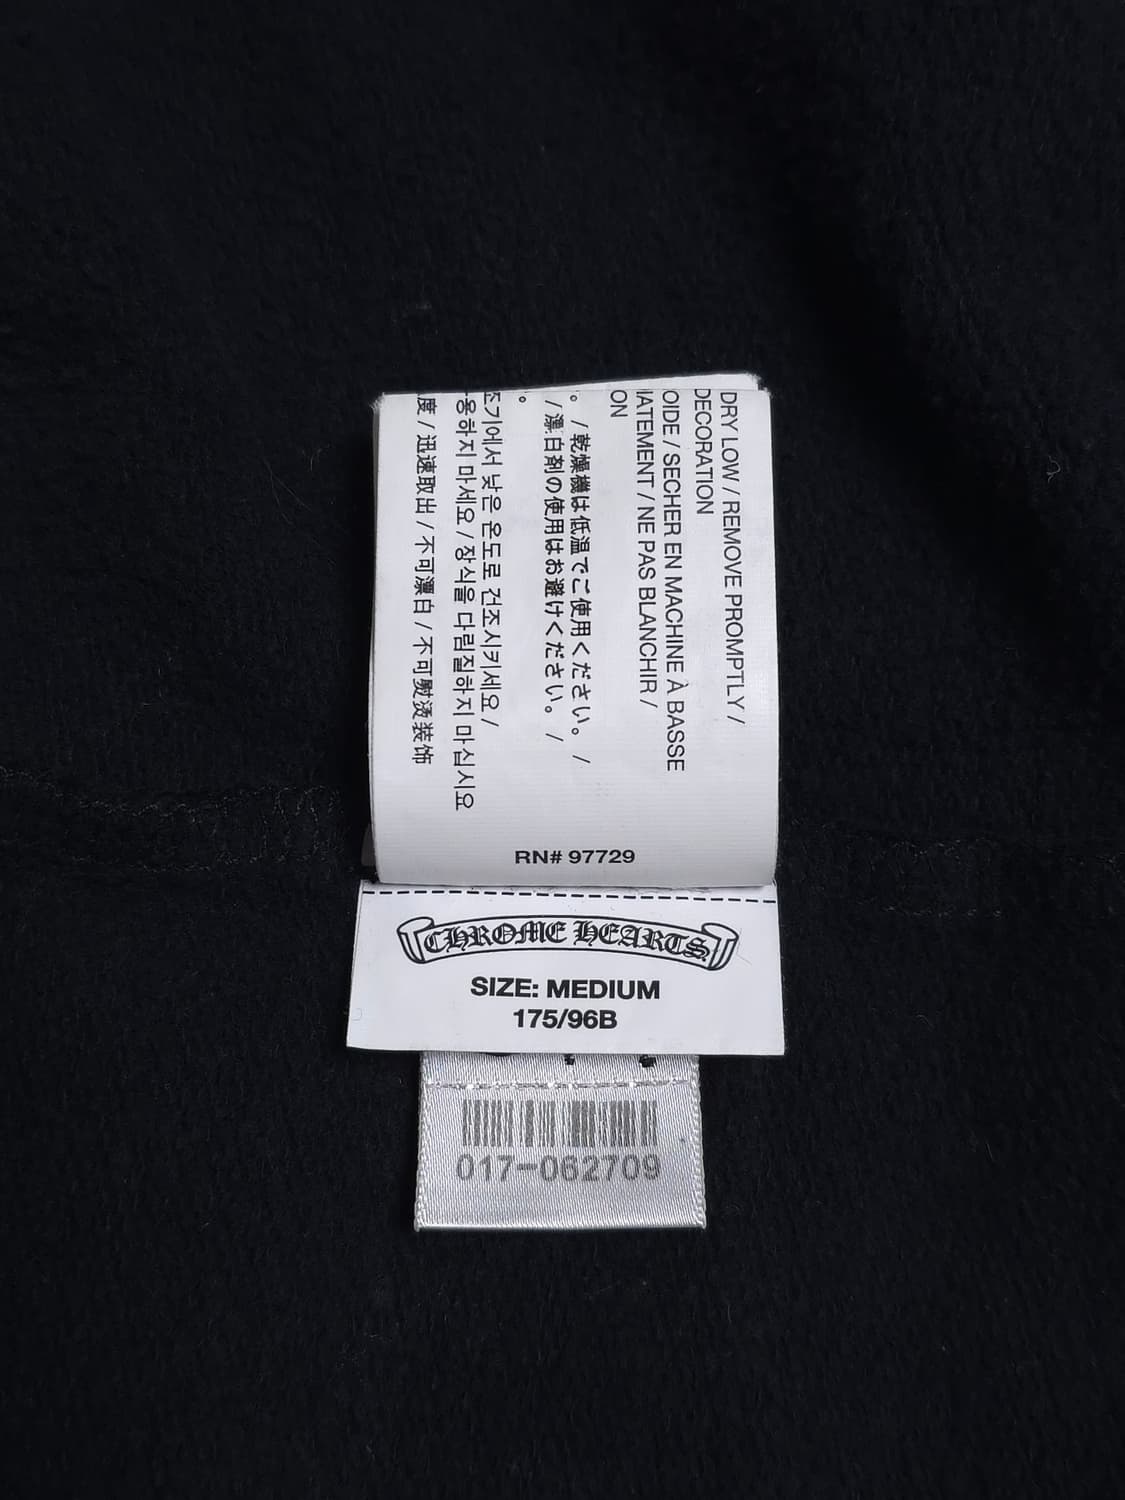 DRY LOW / REMOVE PROMPTLY /
DECORATION
OIDE / SECHER EN MACHINE À BASSE
IATEMENT / NE PAS BLANCHIR /
ON
。 / 乾燥機は低温でご使用ください。 /
/ 漂白剤の使用はお避けください。 /
。
조기에서 낮은 온도로 건조시키세요 /
용하지 마세요 / 장식을 다림질하지 마십시요
度 / 迅速取出 / 不可漂白 / 不可熨烫装饰
RN# 97729
CHROME HEARTS
SIZE: MEDIUM
175/96B
017-062709